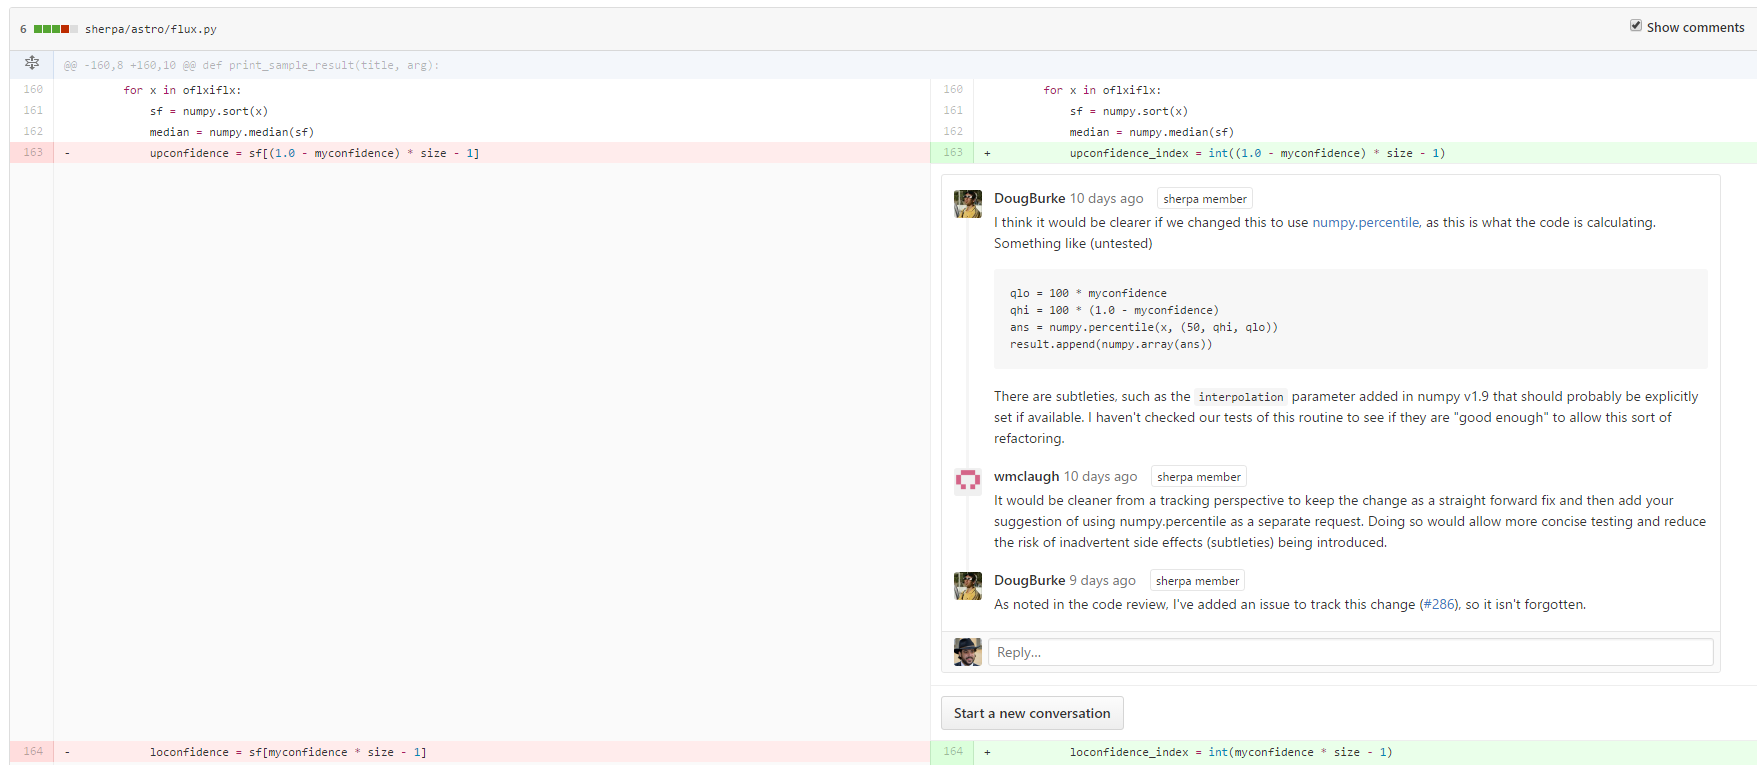 6 sherpa/astro/flux.py Show comments
@@ -160,8 +160,10 @@ def print_sample_result(title, arg):
160 for x in oflxiflx: 160 for x in oflxiflx:
161 sf = numpy.sort(x) 161 sf = numpy.sort(x)
162 median = numpy.median(sf) 162 median = numpy.median(sf)
163 - upconfidence = sf[(1.0 - myconfidence) * size - 1] 163 + upconfidence_index = int((1.0 - myconfidence) * size - 1)
DougBurke 10 days ago sherpa member
I think it would be clearer if we changed this to use numpy.percentile, as this is what the code is calculating.
Something like (untested)
qlo = 100 * myconfidence
qhi = 100 * (1.0 - myconfidence)
ans = numpy.percentile(x, (50, qhi, qlo))
result.append(numpy.array(ans))
There are subtleties, such as the interpolation parameter added in numpy v1.9 that should probably be explicitly
set if available. I haven't checked our tests of this routine to see if they are "good enough" to allow this sort of
refactoring.
wmclaugh 10 days ago sherpa member
It would be cleaner from a tracking perspective to keep the change as a straight forward fix and then add your
suggestion of using numpy.percentile as a separate request. Doing so would allow more concise testing and reduce
the risk of inadvertent side effects (subtleties) being introduced.
DougBurke 9 days ago sherpa member
As noted in the code review, I've added an issue to track this change (#286), so it isn't forgotten.
Reply...
Start a new conversation
164 - loconfidence = sf[myconfidence * size - 1] 164 + loconfidence_index = int(myconfidence * size - 1)